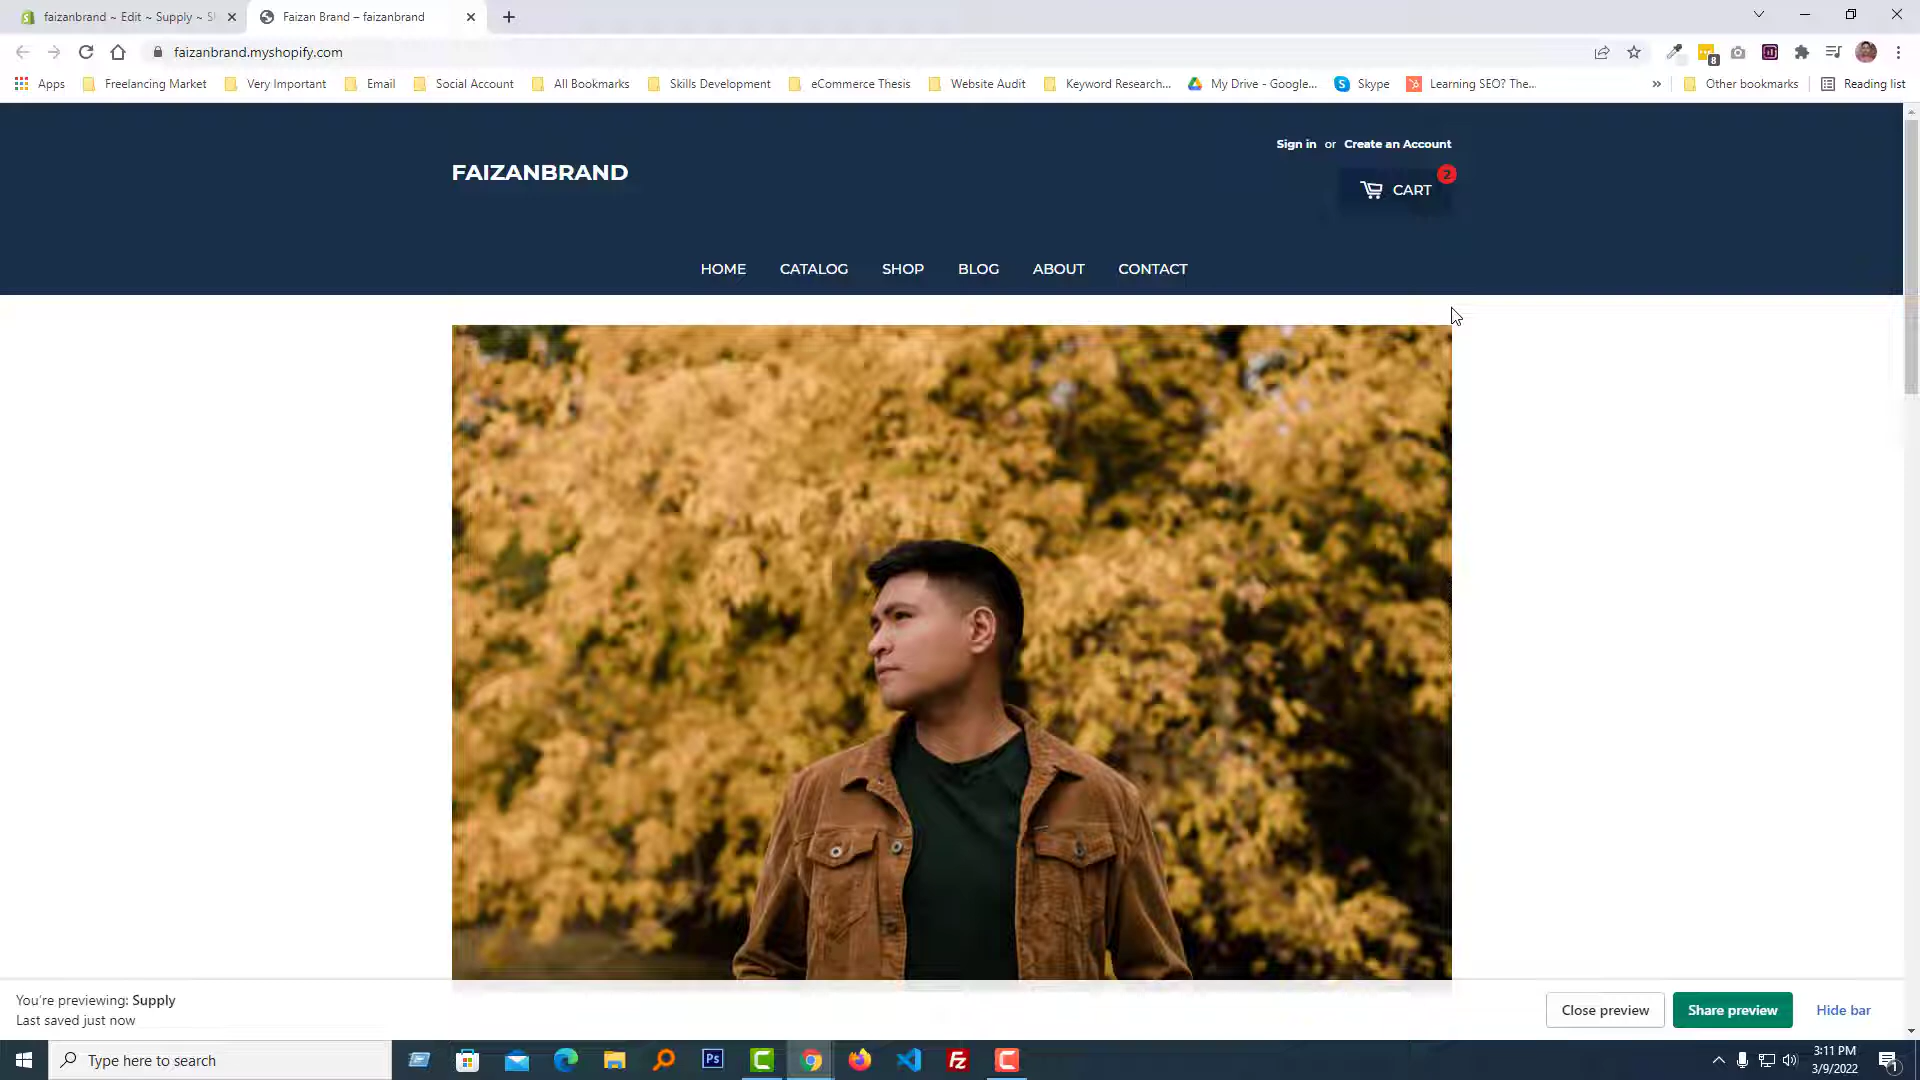 faizanbrand ~ Edit ~ Supply ~
Faizan Brand – faizanbrand
faizanbrand.myshopify.com
8
Apps
Freelancing Market
Very Important
Email
Social Account
All Bookmarks
Skills Development
eCommerce Thesis
Website Audit
Keyword Research...
My Drive - Google...
Skype
Learning SEO? The...
»
Other bookmarks
Reading list
Sign in or Create an Account
FAIZANBRAND
2
CART
HOME
CATALOG
SHOP
BLOG
ABOUT
CONTACT
You're previewing: Supply
Last saved just now
Close preview
Share preview
Hide bar
Type here to search
Ps
Fz
3:11 PM
3/9/2022
1